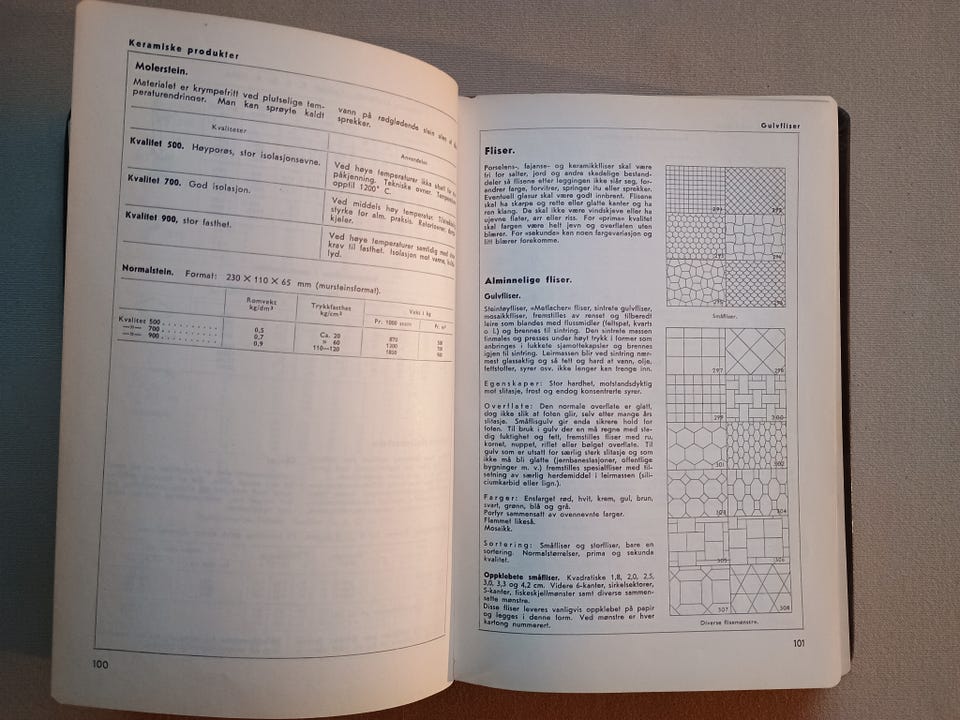 Keramiske produkter
Molerstein.
Materialet er krympefritt ved plutselige tem-
peraturendringer. Man kan sprøyte kaldt
vann på rødglødende stein uten at
sprekker.
Kvaliteter
Anvendelse
Kvalitet 500. Høyporøs, stor isolasjonsevne.
Ved høye temperaturer ikke utsatt for
påkjenning. Tekniske ovner.
opptil 1200° C.
Kvalitet 700. God isolasjon.
Ved middels høy temperatur.
styrke for alm. praksis.
kjeler.
Kvalitet 900, stor fasthet.
Ved høye temperaturer samtidig med
krav til fasthet. Isolasjon mot varme,
lyd.
Normalstein. Format: 230 × 110 × 65 mm (mursteinsformat).
Romvekt
kg/dm³
Trykkfasthet
kg/cm²
Vekt i kg
Pr. 1000 stein
Pr. m²
Kvalitet 500 . . . . . . . . . . 0,5 Ca. 20 870
—»— 700 . . . . . . . . . . 0,7 » 60 1200
—»— 900 . . . . . . . . . . 0,9 110—120
100
Gulvfliser
Fliser.
Porselens-, fajanse- og keramikkfliser skal være
fri for salter, jord og andre skadelige bestand-
deler så flisene etter leggingen ikke slår seg, for-
andrer farge, forvitrer, springer itu eller sprekker.
Eventuell glasur skal være godt innbrent. Flisene
skal ha skarpe og rette eller glatte kanter og ha
ren klang. De skal ikke være vindskjeve eller ha
ujevne flater, arr eller riss. For »prima« kvalitet
skal fargen være helt jevn og overflaten uten
blærer. For »sekunda« kan noen fargevariasjon og
litt blærer forekomme.
Alminnelige fliser.
Gulvfliser.
Steintøyfliser, »Metlacher« fliser, sintrete gulvfliser,
mosaikkfliser, fremstilles av renset og tilberedt
leire som blandes med flussmidler (feltspat, kvarts
o l.) og brennes til sintring. Den sintrete massen
finmales og presses under høyt trykk i former som
anbringes i lukkete sjamottekapsler og brennes
igjen til sintring. Leirmassen blir ved sintring nær-
mest glassaktig og så tett og hard at vann, olje,
fettstoffer, syrer osv. ikke lenger kan trenge inn.
Egenskaper: Stor hardhet, motstandsdyktig
mot slitasje, frost og endog konsentrerte syrer.
Overflate: Den normale overflate er glatt,
dog ikke slik at foten glir, selv etter mange års
slitasje. Småflisgulv gir enda sikrere hold for
foten. Til bruk i gulv der en må regne med sta-
dig fuktighet og fett, fremstilles fliser med ru,
kornet, nuppet, riflet eller bølget overflate. Til
gulv som er utsatt for særlig sterk slitasje og som
ikke må bli glatte (jernbanestasjoner, offentlige
bygninger m. v.) fremstilles spesialfliser med til-
setning av særlig herdemiddel i leirmassen (sili-
ciumkarbid eller lign.).
Farger: Ensfarget rød, hvit, krem, gul, brun,
svart, grønn, blå og grå.
Porfyr sammensatt av ovennevnte farger.
Flammet likeså.
Mosaikk.
Sortering: Småfliser og storfliser, bare en
sortering. Normalstørrelser, prima og sekunda
kvalitet.
Oppklebete småfliser. Kvadratiske 1,8, 2,0, 2,5,
3,0, 3,3 og 4,2 cm. Videre 6-kanter, sirkelsektorer,
5-kanter, fiskeskjellmønster samt diverse sammen-
satte mønstre.
Disse fliser leveres vanligvis oppklebet på papir
og legges i denne form. Ved mønstre er hver
kartong nummerert.
291 292
293 294
295 296
Småfliser.
297 298
299 300
301 302
303 304
305 306
307 308
Diverse flisemønstre.
101